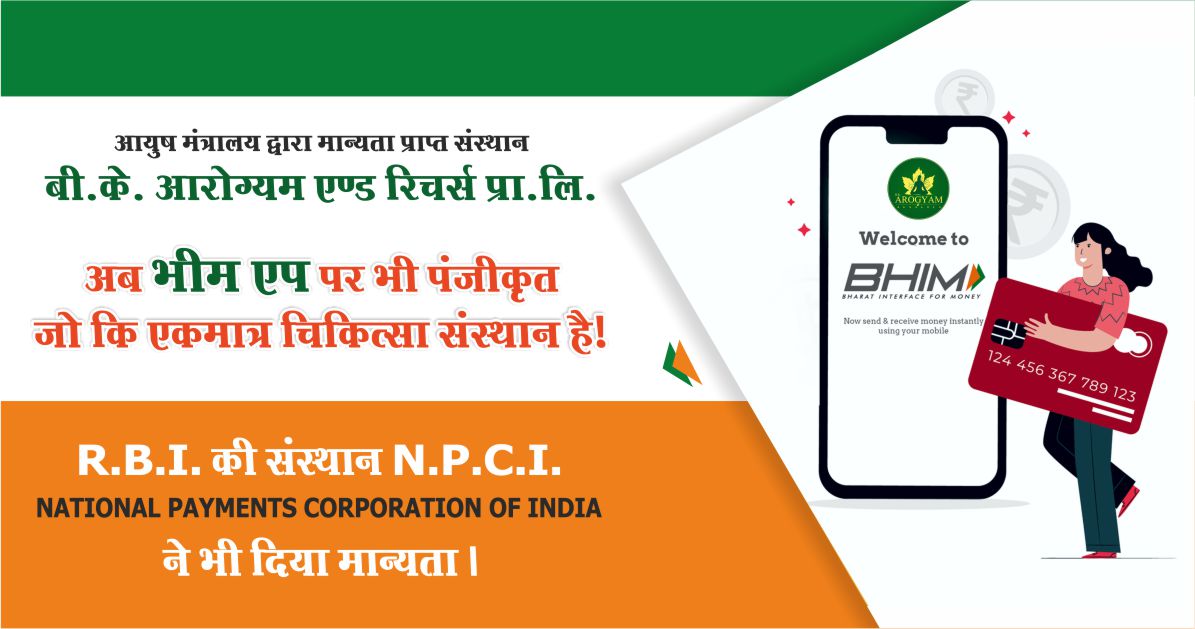 आयुष मंत्रालय द्वारा मान्यता प्राप्त संस्थान
बी.के. आरोग्यम एण्ड रिचर्स प्रा.लि.
अब भीम एप पर भी पंजीकृत
जो कि एकमात्र चिकित्सा संस्थान है!
R.B.I. की संस्थान N.P.C.I.
NATIONAL PAYMENTS CORPORATION OF INDIA
ने भी दिया मान्यता।
AROGYAM
Welcome to
BHIM
BHARAT INTERFACE FOR MONEY
Now send & receive money instantly
using your mobile
124 456 367 789 123
₹
₹